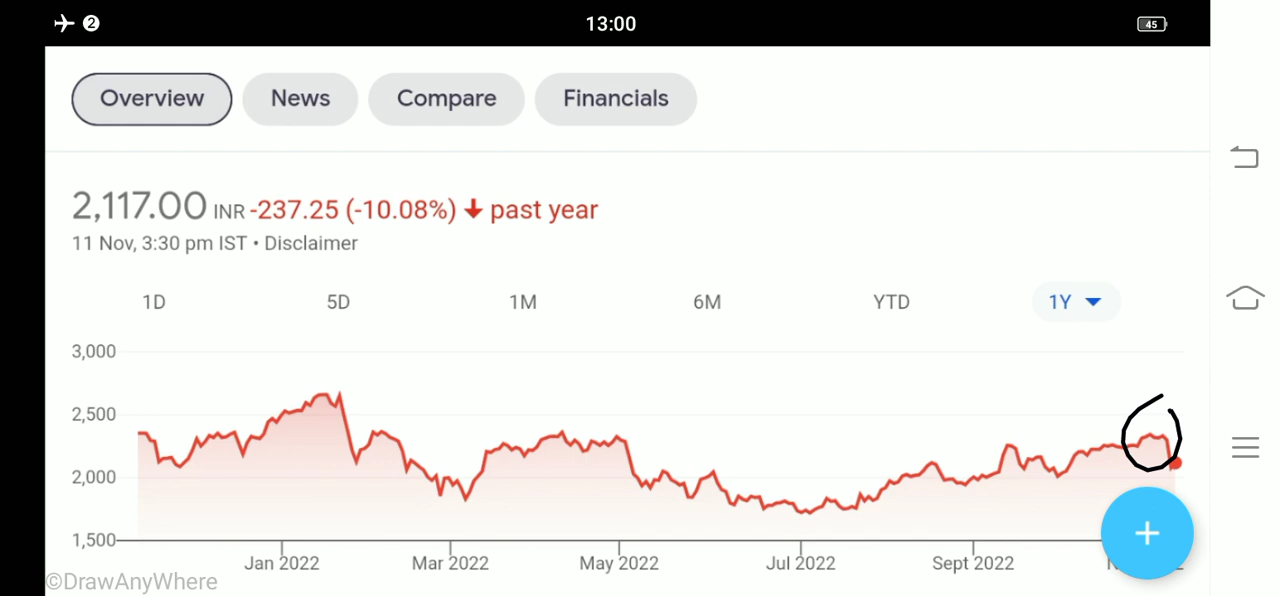 2
13:00
45
Overview News Compare Financials
2,117.00 INR -237.25 (-10.08%) past year
11 Nov, 3:30 pm IST • Disclaimer
1D 5D 1M 6M YTD 1Y
3,000
2,500
2,000
1,500
Jan 2022 Mar 2022 May 2022 Jul 2022 Sept 2022
©DrawAnyWhere